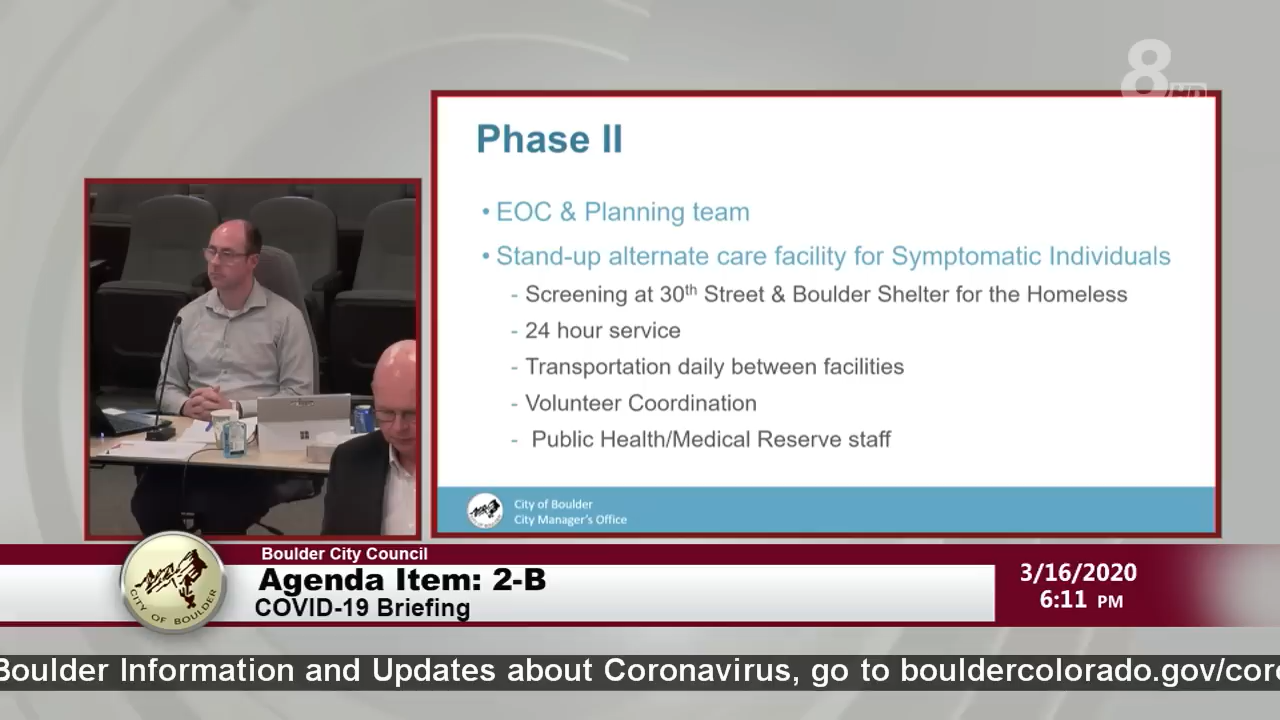 8
HD
Phase II
• EOC & Planning team
• Stand-up alternate care facility for Symptomatic Individuals
- Screening at 30th Street & Boulder Shelter for the Homeless
- 24 hour service
- Transportation daily between facilities
- Volunteer Coordination
- Public Health/Medical Reserve staff
City of Boulder
City Manager's Office
Boulder City Council
Agenda Item: 2-B
COVID-19 Briefing
CITY OF BOULDER
3/16/2020
6:11 PM
Boulder Information and Updates about Coronavirus, go to bouldercolorado.gov/coro